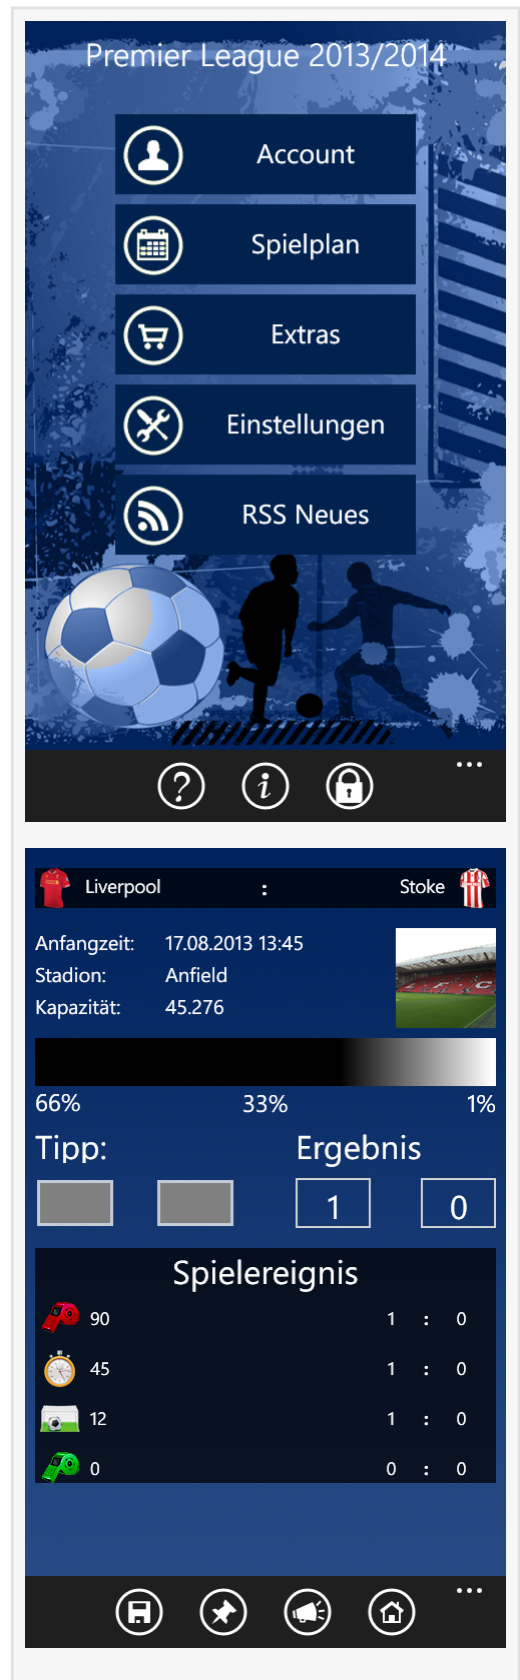 Premier League 2013/2014
Account
Spielplan
Extras
Einstellungen
RSS Neues
Liverpool : Stoke
Anfangzeit: 17.08.2013 13:45
Stadion: Anfield
Kapazität: 45.276
L F C
66% 33% 1%
Tipp: Ergebnis
1 0
Spielereignis
90 1 : 0
45 1 : 0
12 1 : 0
0 0 : 0